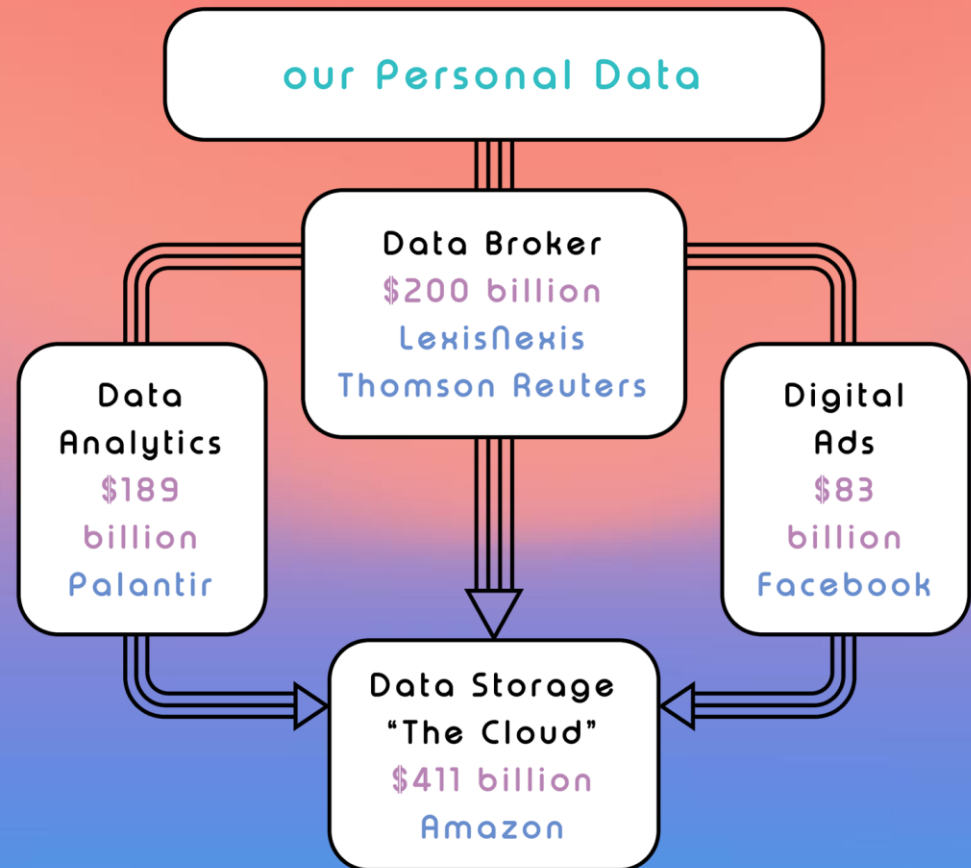 our Personal Data
Data Broker
$200 billion
LexisNexis
Thomson Reuters
Data
Analytics
$189
billion
Palantir
Digital
Ads
$83
billion
Facebook
Data Storage
“The Cloud”
$411 billion
Amazon